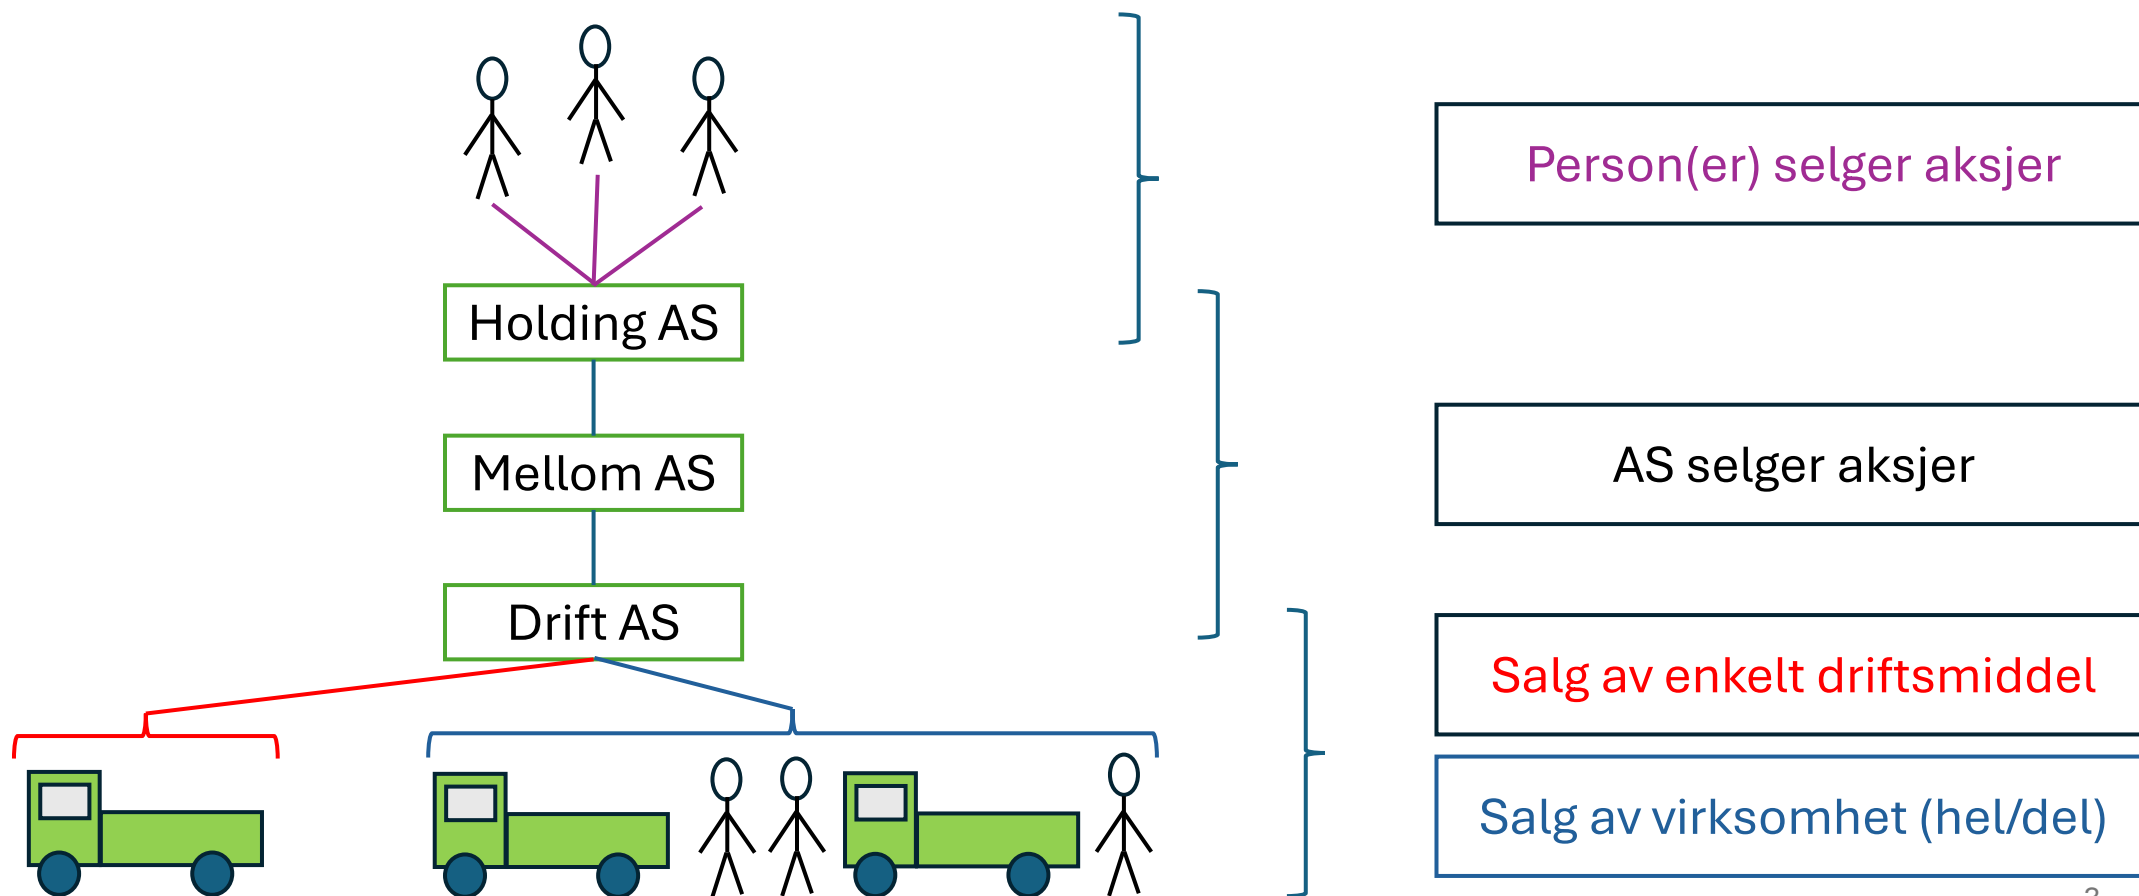 Person(er) selger aksjer
Holding AS
Mellom AS
AS selger aksjer
Drift AS
Salg av enkelt driftsmiddel
Salg av virksomhet (hel/del)